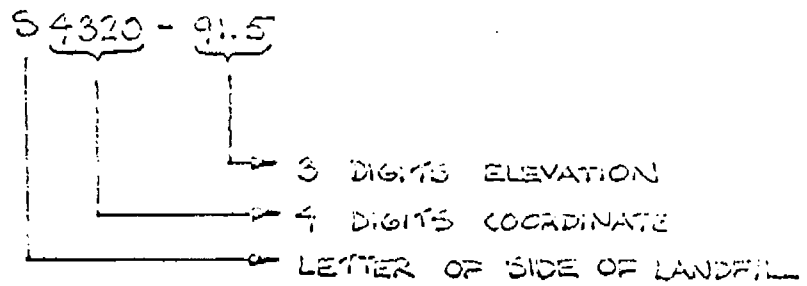 S 4320 - 91.5
3 DIGITS ELEVATION
4 DIGITS COORDINATE
LETTER OF SIDE OF LANDFILL